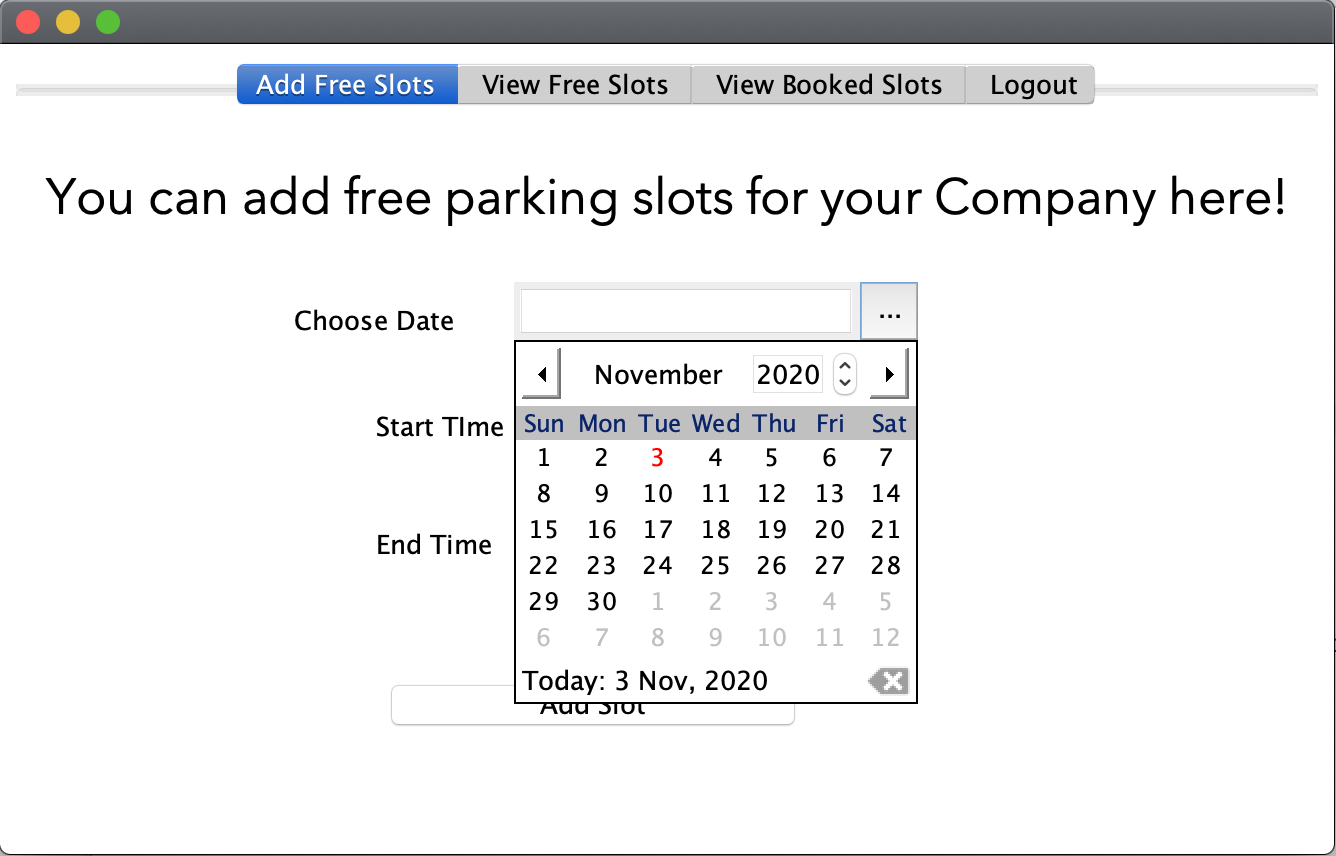 Add Free Slots View Free Slots View Booked Slots Logout
You can add free parking slots for your Company here!
Choose Date ...
November 2020
Sun Mon Tue Wed Thu Fri Sat
1 2 3 4 5 6 7
8 9 10 11 12 13 14
Start TIme
15 16 17 18 19 20 21
End Time
22 23 24 25 26 27 28
29 30 1 2 3 4 5
6 7 8 9 10 11 12
Today: 3 Nov, 2020
Add Slot